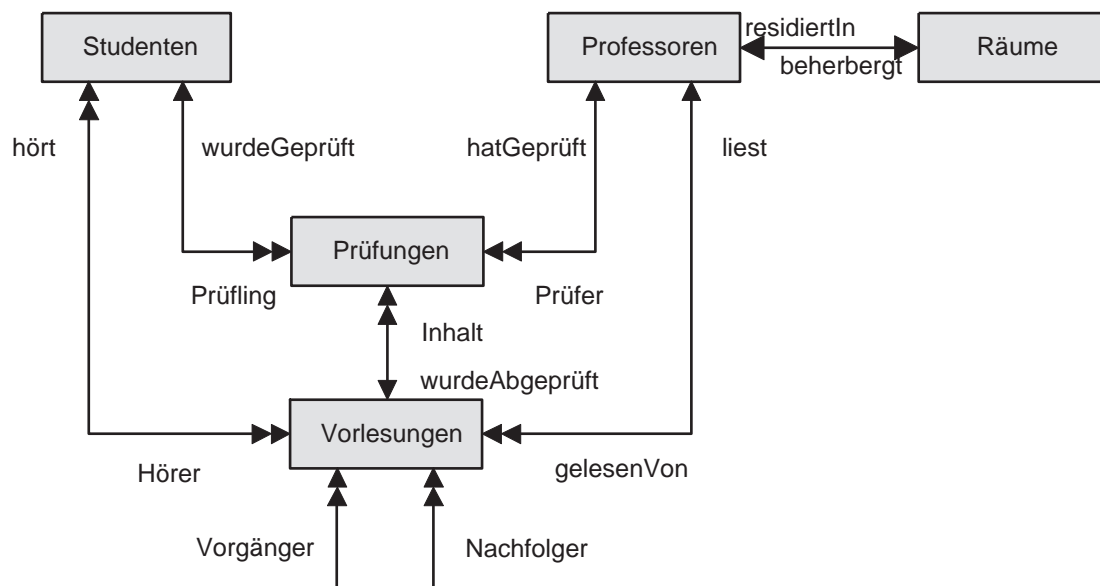 Studenten
Professoren
residiertIn
beherbergt
Räume
hört
wurdeGeprüft
hatGeprüft
liest
Prüfungen
Prüfling
Prüfer
Inhalt
wurdeAbgeprüft
Vorlesungen
Hörer
gelesenVon
Vorgänger
Nachfolger